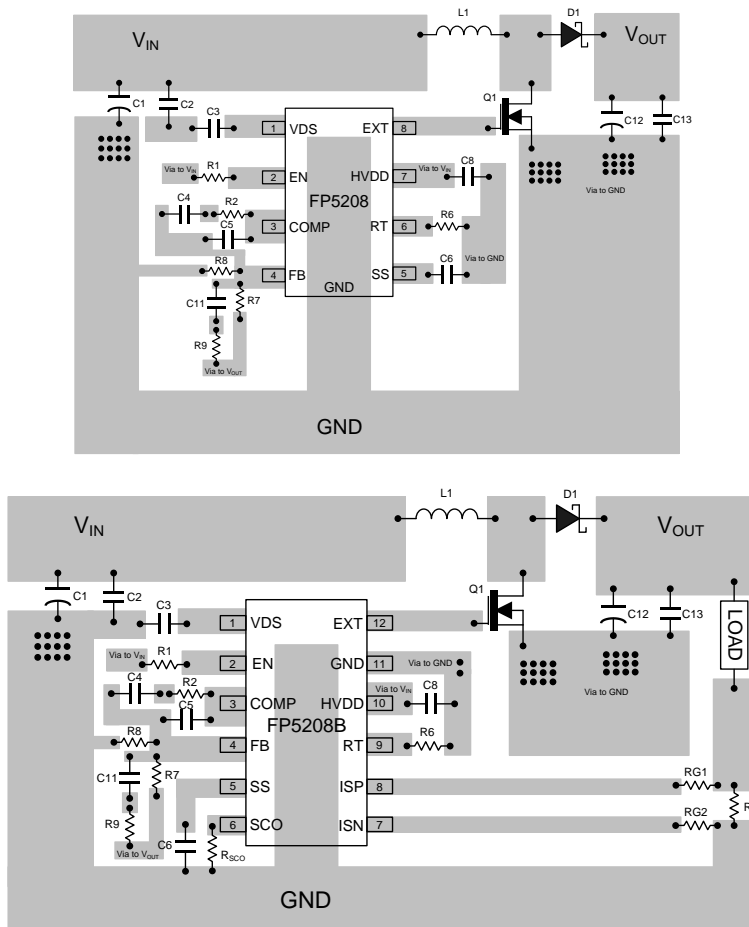 L1
D1
VIN
VOUT
C1
C2
C3
Q1
C12
C13
1 VDS
EXT 8
Via to VIN
R1
2 EN
HVDD 7
Via to VIN
C8
Via to GND
FP5208
C4
R2
C5
3 COMP
RT 6
R6
R8
4 FB
SS 5
C6
Via to GND
GND
C11
R7
R9
Via to VOUT
GND
L1
D1
VIN
VOUT
C1
C2
C3
Q1
C12
C13
LOAD
1 VDS
EXT 12
Via to VIN
R1
2 EN
GND 11
Via to GND
C4
R2
C5
3 COMP
HVDD 10
Via to VIN
C8
Via to GND
FP5208B
R8
4 FB
RT 9
R6
C11
R7
5 SS
ISP 8
RG1
R9
6 SCO
ISN 7
RG2
R
Via to VOUT
C6
RSCO
GND